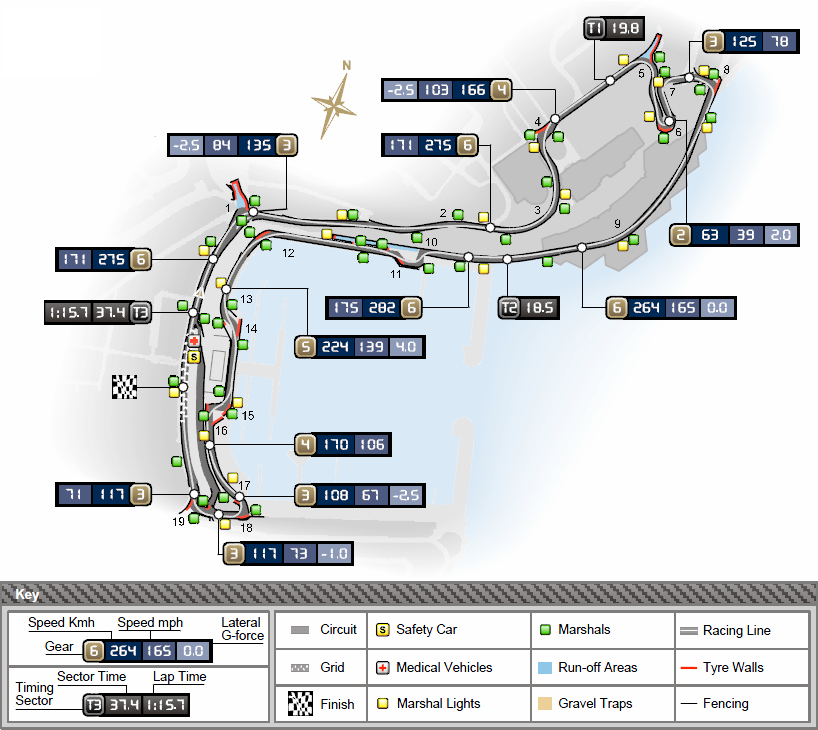 T1 19.8
3 125 78
N
-2.5 103 166 4
5
8
7
4
6
-2.5 84 135 3
171 275 6
1
2
3
9
2 63 39 2.0
10
12
11
171 275 6
13
175 282 6
T2 18.5
6 264 165 0.0
1:15.7 37.4 T3
14
S
5 224 139 4.0
15
16
4 170 106
17
71 117 3
3 108 67 -2.5
19
18
3 117 73 -1.0
Key
Speed Kmh Speed mph Lateral
G-force
Gear 6 264 165 0.0
Sector Time Lap Time
Timing
Sector T3 37.4 1:15.7
Circuit
S Safety Car
Marshals
Racing Line
Grid
Medical Vehicles
Run-off Areas
Tyre Walls
Finish
Marshal Lights
Gravel Traps
Fencing